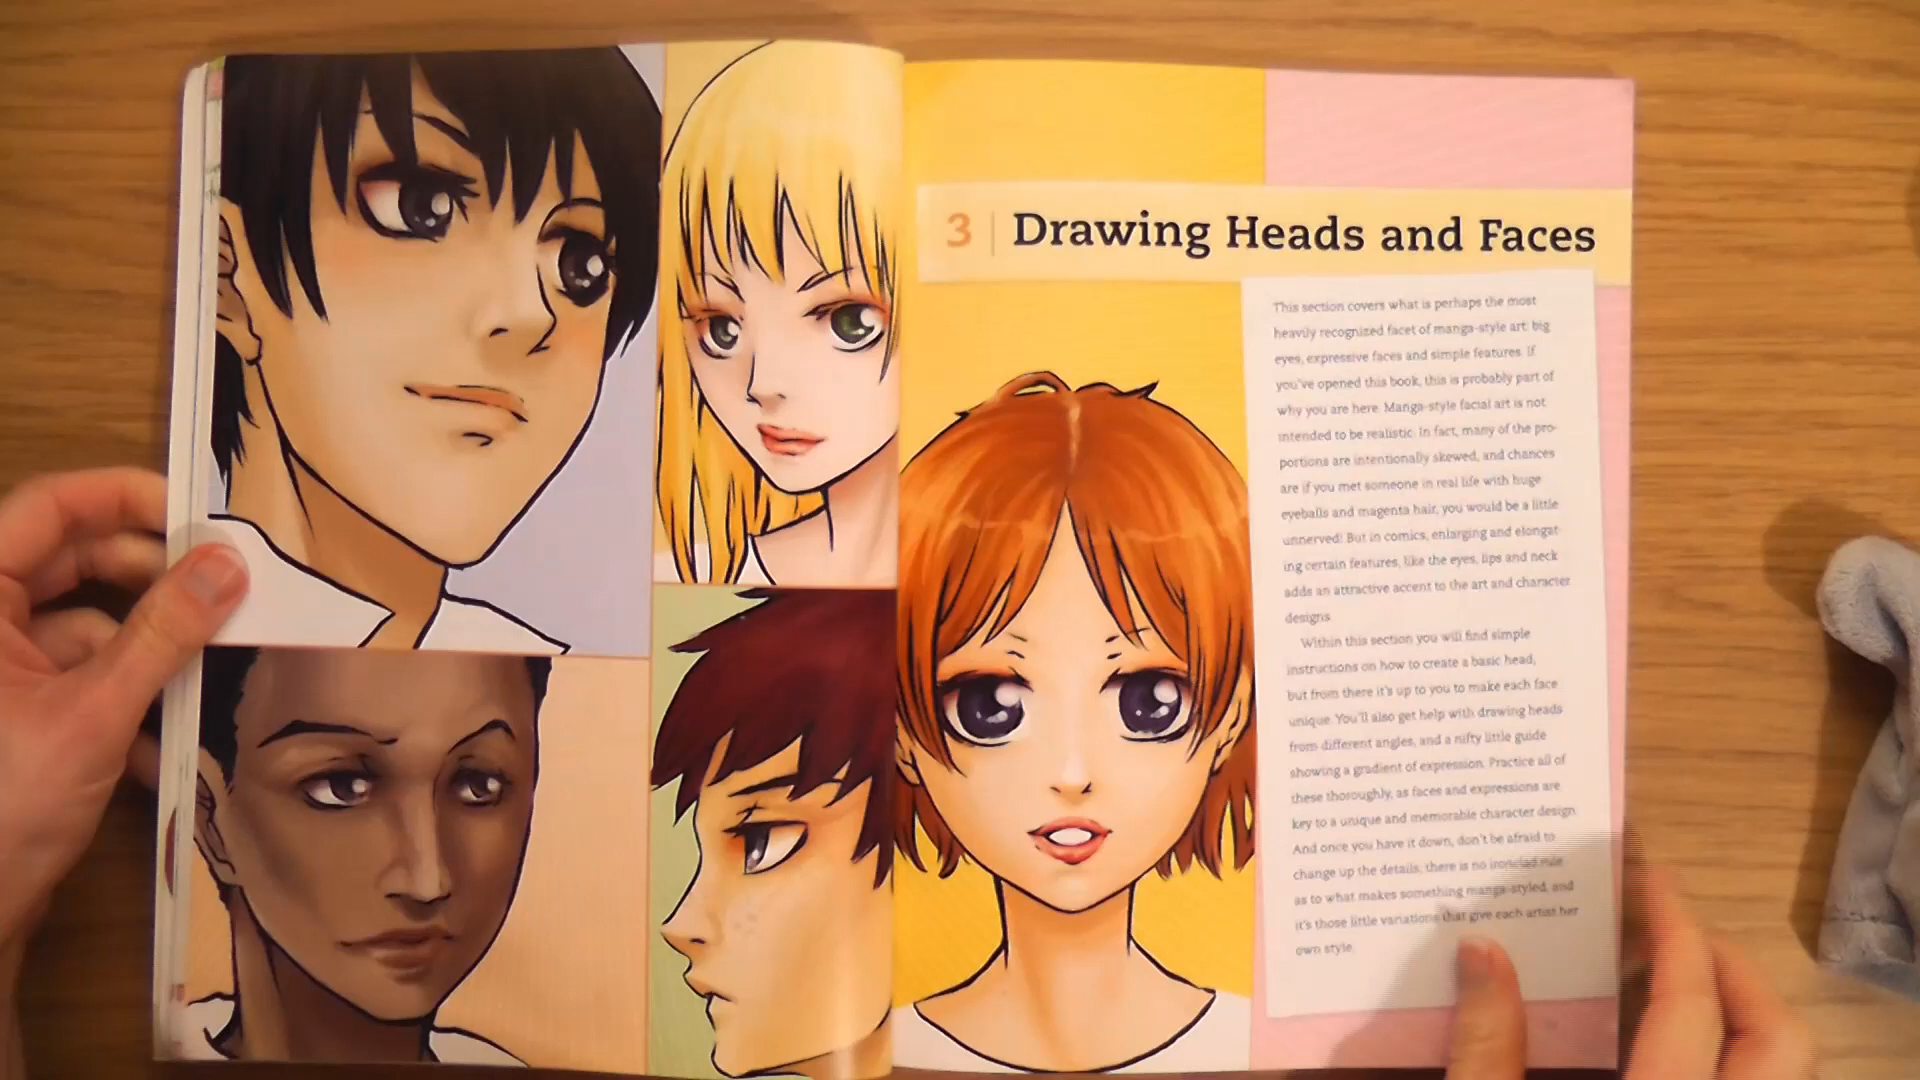 3 | Drawing Heads and Faces
This section covers what is perhaps the most
heavily recognized facet of manga-style art: big
eyes, expressive faces and simple features. If
you've opened this book, this is probably part of
why you are here. Manga-style facial art is not
intended to be realistic. In fact, many of the pro-
portions are intentionally skewed, and chances
are if you met someone in real life with huge
eyeballs and magenta hair, you would be a little
unnerved! But in comics, enlarging and elongat-
ing certain features, like the eyes, lips and neck
adds an attractive accent to the art and character
designs.
Within this section you will find simple
instructions on how to create a basic head,
but from there it's up to you to make each face
unique. You'll also get help with drawing heads
from different angles, and a nifty little guide
showing a gradient of expression. Practice all of
these thoroughly, as faces and expressions are
key to a unique and memorable character design.
And once you have it down, don't be afraid to
change up the details; there is no ironclad rule
as to what makes something manga-styled, and
it's those little variations that give each artist her
own style.